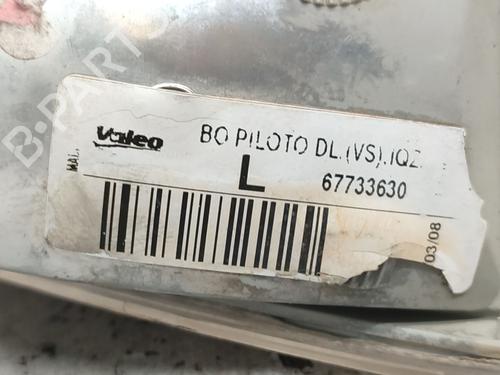 B-PARTS
Valeo
BO PILOTO DL.(VS).IQZ
L
67733630
03/08